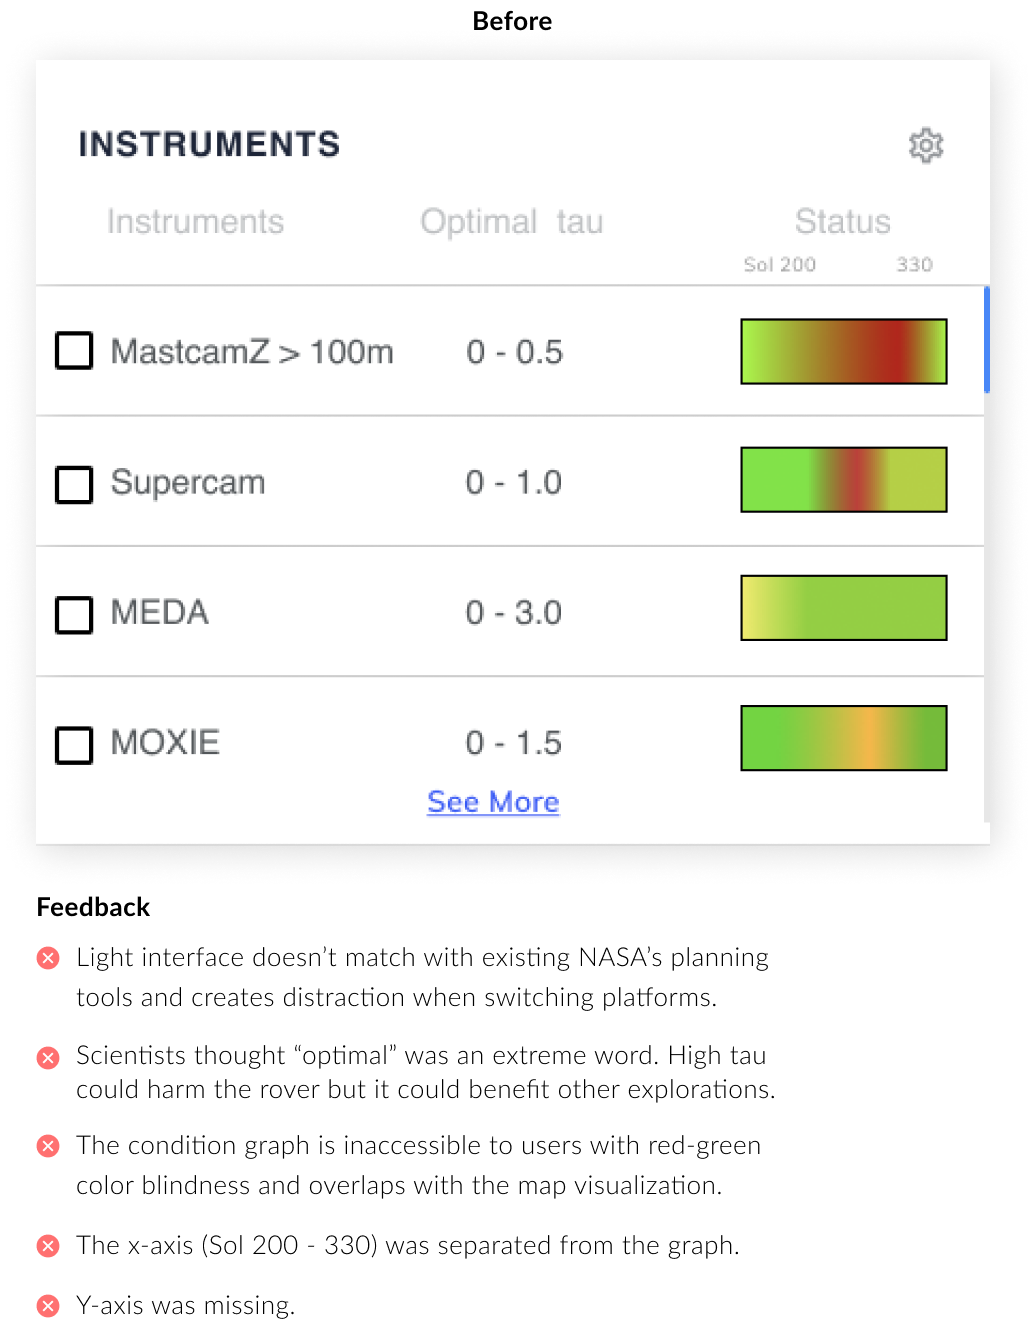 Before
INSTRUMENTS
Instruments Optimal tau Status
Sol 200 330
MastcamZ > 100m 0 - 0.5
Supercam 0 - 1.0
MEDA 0 - 3.0
MOXIE 0 - 1.5
See More
Feedback
Light interface doesn’t match with existing NASA’s planning
tools and creates distraction when switching platforms.
Scientists thought “optimal” was an extreme word. High tau
could harm the rover but it could benefit other explorations.
The condition graph is inaccessible to users with red-green
color blindness and overlaps with the map visualization.
The x-axis (Sol 200 - 330) was separated from the graph.
Y-axis was missing.